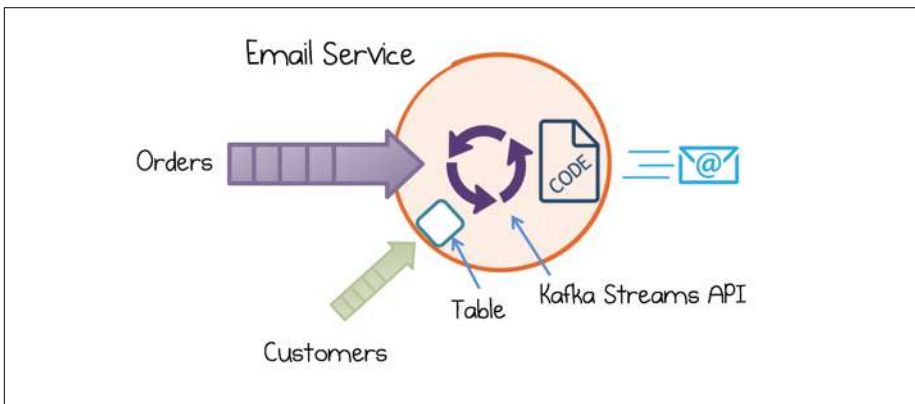 Email Service
Orders
CODE
@
Table
Kafka Streams API
Customers